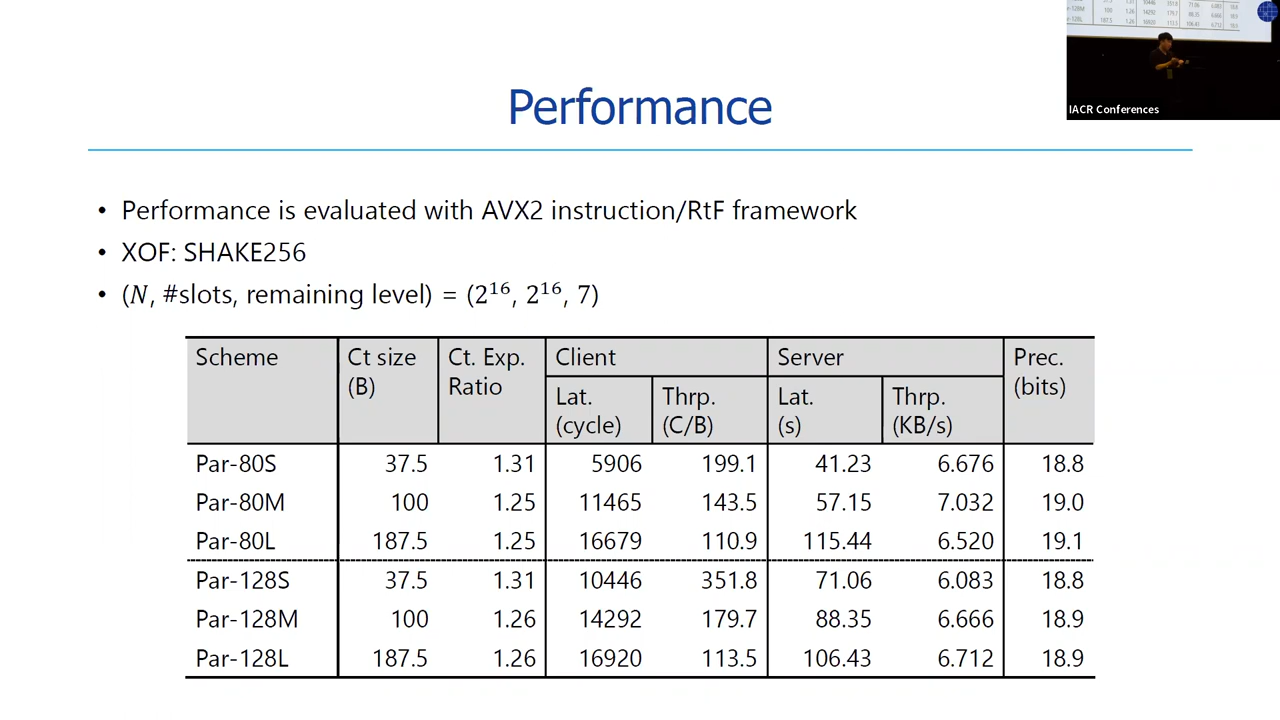 Performance
• Performance is evaluated with AVX2 instruction/RtF framework
• XOF: SHAKE256
• (N, #slots, remaining level) = (2¹⁶, 2¹⁶, 7)
Scheme Ct size (B) Ct. Exp. Ratio Client Server Prec. (bits)
Lat. (cycle) Thrp. (C/B) Lat. (s) Thrp. (KB/s)
Par-80S 37.5 1.31 5906 199.1 41.23 6.676 18.8
Par-80M 100 1.25 11465 143.5 57.15 7.032 19.0
Par-80L 187.5 1.25 16679 110.9 115.44 6.520 19.1
Par-128S 37.5 1.31 10446 351.8 71.06 6.083 18.8
Par-128M 100 1.26 14292 179.7 88.35 6.666 18.9
Par-128L 187.5 1.26 16920 113.5 106.43 6.712 18.9
IACR Conferences